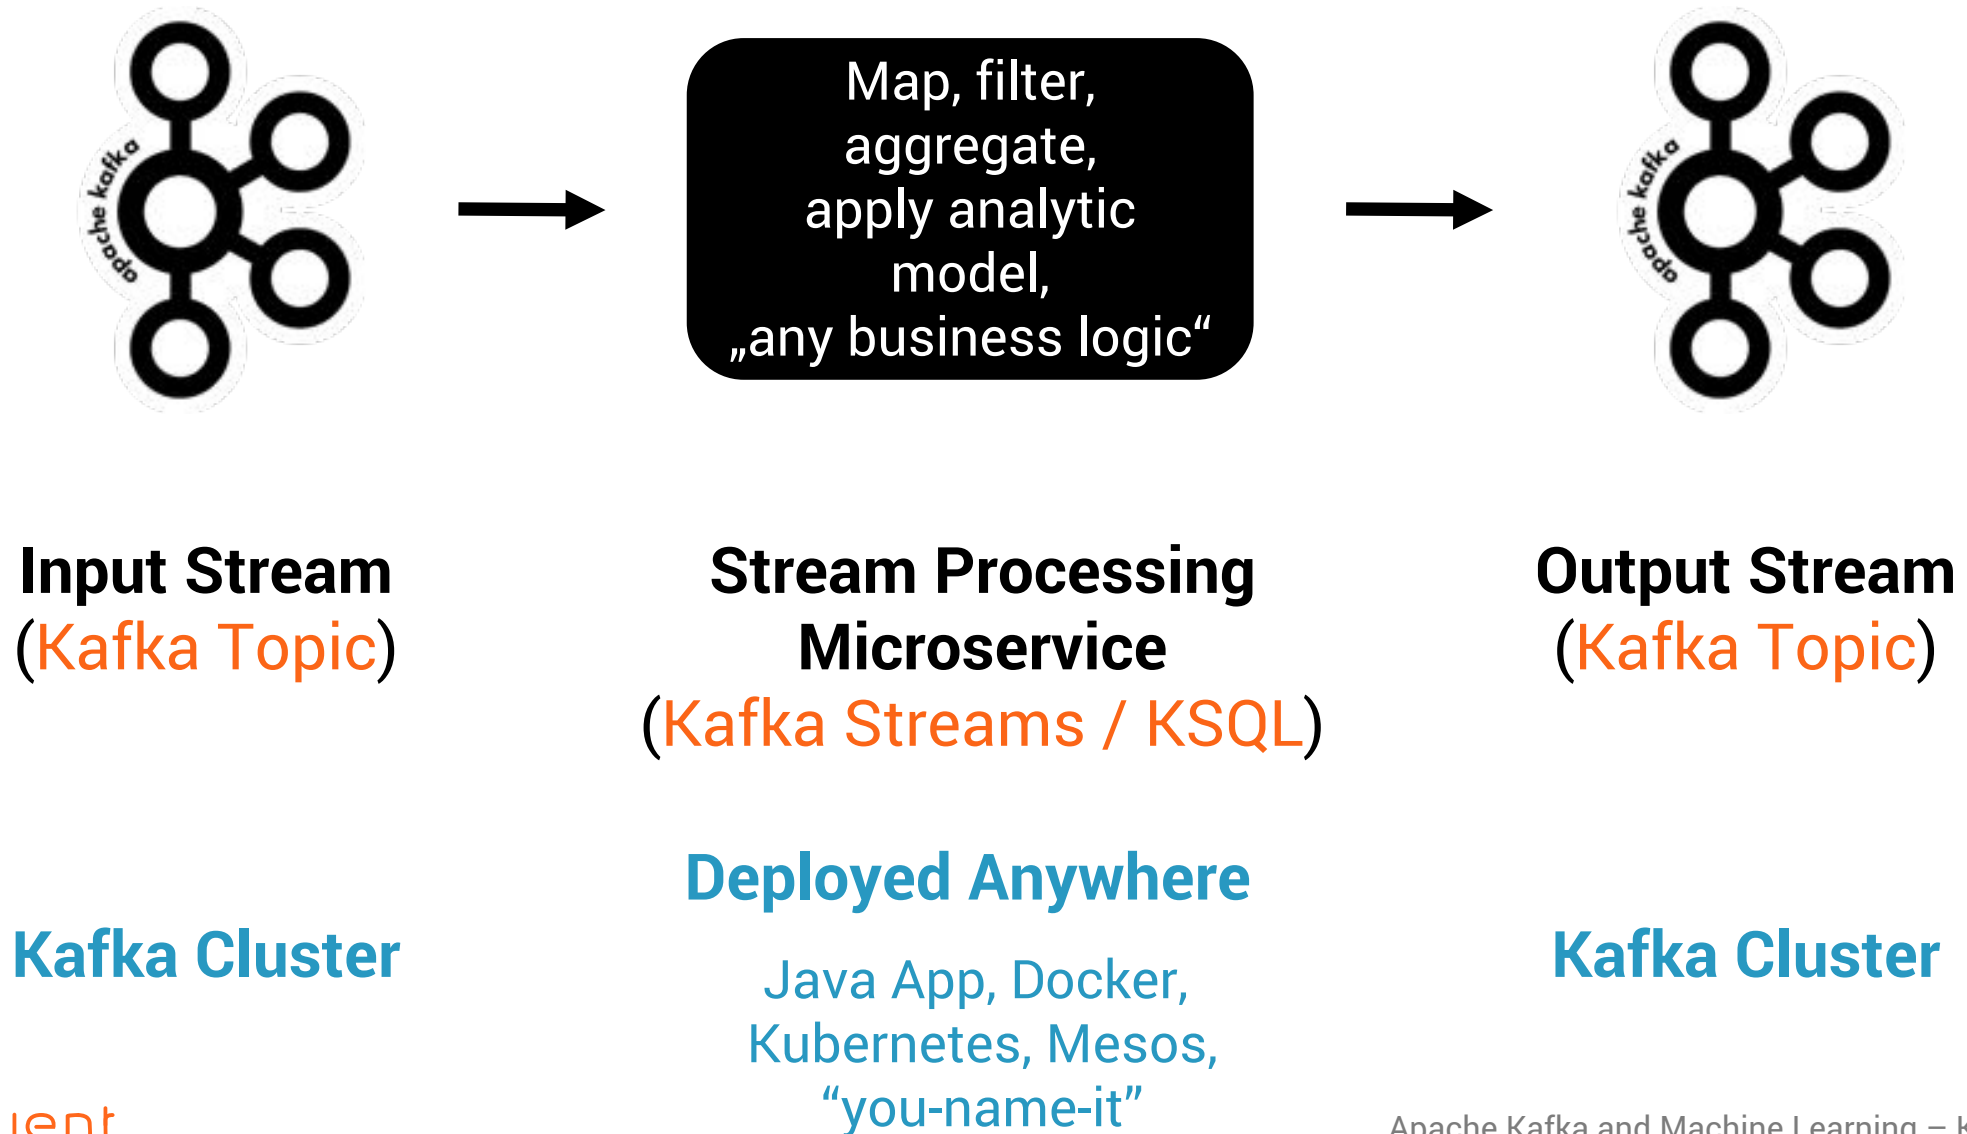 apache kafka
Map, filter,
aggregate,
apply analytic
model,
„any business logic“
apache kafka
Input Stream
(Kafka Topic)
Stream Processing
Microservice
(Kafka Streams / KSQL)
Output Stream
(Kafka Topic)
Kafka Cluster
Deployed Anywhere
Java App, Docker,
Kubernetes, Mesos,
“you-name-it”
Kafka Cluster
Apache Kafka and Machine Learning –